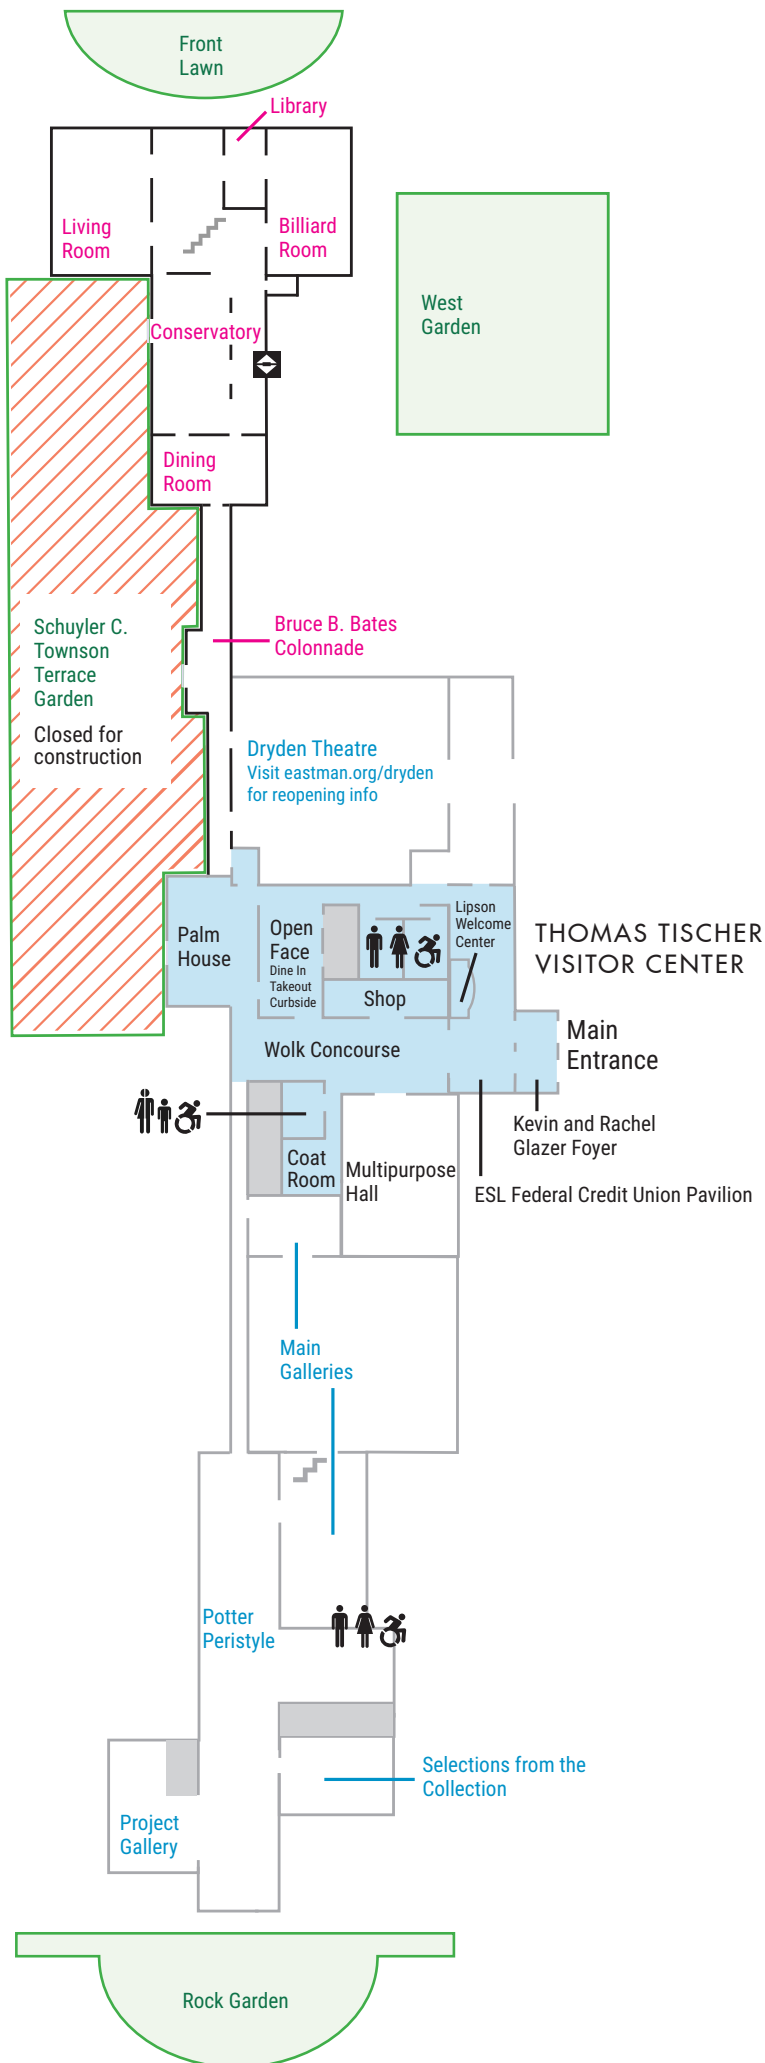 Front
Lawn
Library
Living
Room
Billiard
Room
West
Garden
Conservatory
Dining
Room
Schuyler C.
Townson
Terrace
Garden
Closed for
construction
Bruce B. Bates
Colonnade
Dryden Theatre
Visit eastman.org/dryden
for reopening info
Palm
House
Open
Face
Dine In
Takeout
Curbside
Shop
Lipson
Welcome
Center
THOMAS TISCHER
VISITOR CENTER
Wolk Concourse
Main
Entrance
Kevin and Rachel
Glazer Foyer
ESL Federal Credit Union Pavilion
Coat
Room
Multipurpose
Hall
Main
Galleries
Potter
Peristyle
Selections from the
Collection
Project
Gallery
Rock Garden